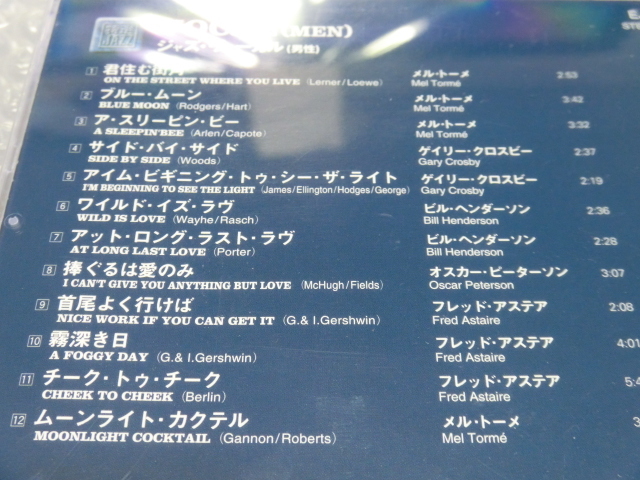 (MEN)
ジャズ・ヴォーカル(男性)
1 君住む街角 メル・トーメ 2:53
ON THE STREET WHERE YOU LIVE (Lerner/Loewe) Mel Tormé
2 ブルー・ムーン メル・トーメ 3:42
BLUE MOON (Rodgers/Hart) Mel Tormé
3 ア・スリーピン・ビー メル・トーメ 3:32
A SLEEPIN' BEE (Arlen/Capote) Mel Tormé
4 サイド・バイ・サイド ゲイリー・クロスビー 2:37
SIDE BY SIDE (Woods) Gary Crosby
5 アイム・ビギニング・トゥ・シー・ザ・ライト ゲイリー・クロスビー 2:19
I'M BEGINNING TO SEE THE LIGHT (James/Ellington/Hodges/George) Gary Crosby
6 ワイルド・イズ・ラヴ ビル・ヘンダーソン 2:36
WILD IS LOVE (Wayhe/Rasch) Bill Henderson
7 アット・ロング・ラスト・ラヴ ビル・ヘンダーソン 2:28
AT LONG LAST LOVE (Porter) Bill Henderson
8 捧ぐるは愛のみ オスカー・ピーターソン 3:07
I CAN'T GIVE YOU ANYTHING BUT LOVE (McHugh/Fields) Oscar Peterson
9 首尾よく行けば フレッド・アステア 2:08
NICE WORK IF YOU CAN GET IT (G.& I.Gershwin) Fred Astaire
10 霧深き日 フレッド・アステア 4:01
A FOGGY DAY (G.& I.Gershwin) Fred Astaire
11 チーク・トゥ・チーク フレッド・アステア
CHEEK TO CHEEK (Berlin) Fred Astaire
12 ムーンライト・カクテル メル・トーメ
MOONLIGHT COCKTAIL (Gannon/Roberts) Mel Tormé